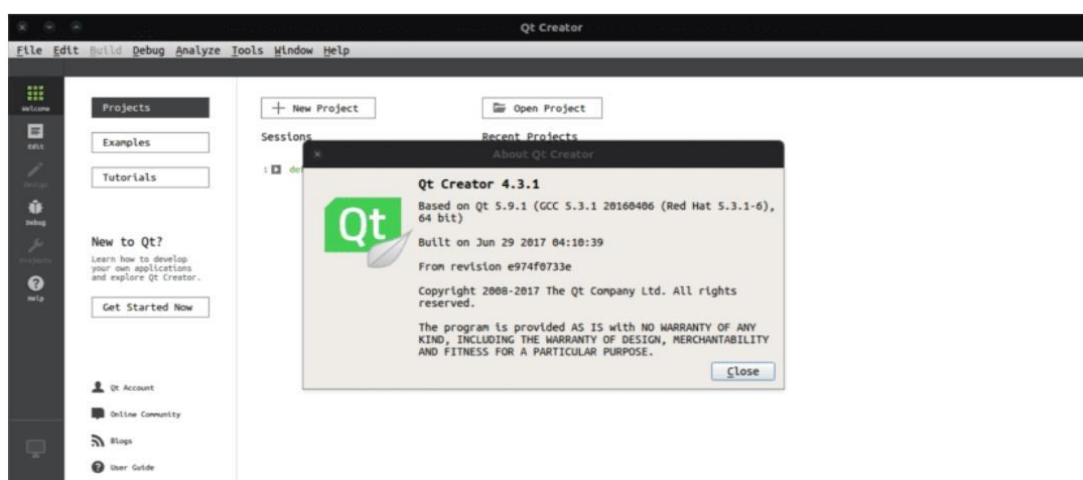 Qt Creator
File Edit Build Debug Analyze Tools Window Help
Welcome
Edit
Design
Debug
Projects
Help
Projects
Examples
Tutorials
New to Qt?
Learn how to develop
your own applications
and explore Qt Creator.
Get Started Now
Qt Account
Online Community
Blogs
User Guide
New Project
Open Project
Sessions
Recent Projects
1 de
About Qt Creator
Qt
Qt Creator 4.3.1
Based on Qt 5.9.1 (GCC 5.3.1 20160406 (Red Hat 5.3.1-6),
64 bit)
Built on Jun 29 2017 04:10:39
From revision e974f0733e
Copyright 2008-2017 The Qt Company Ltd. All rights
reserved.
The program is provided AS IS with NO WARRANTY OF ANY
KIND, INCLUDING THE WARRANTY OF DESIGN, MERCHANTABILITY
AND FITNESS FOR A PARTICULAR PURPOSE.
Close